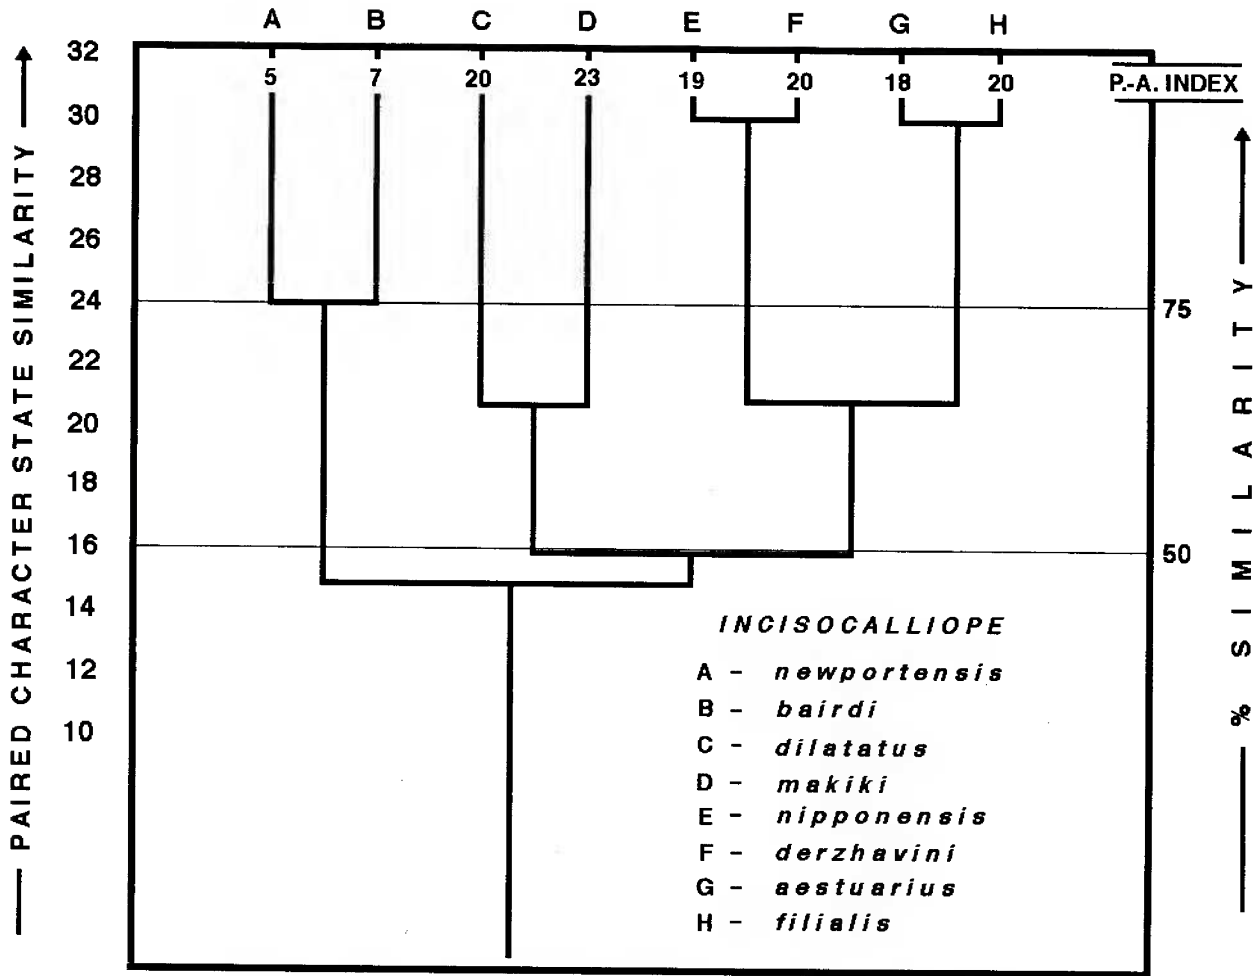 A B C D E F G H
32
5 7 20 23 19 20 18 20 P.-A. INDEX
30
28
26
24
75
22
20
18
16
50
14
12
10
PAIRED CHARACTER STATE SIMILARITY
% SIMILARITY
INCISOCALLIOPE
A – newportensis
B – bairdi
C – dilatatus
D – makiki
E – nipponensis
F – derzhavini
G – aestuarius
H – filialis